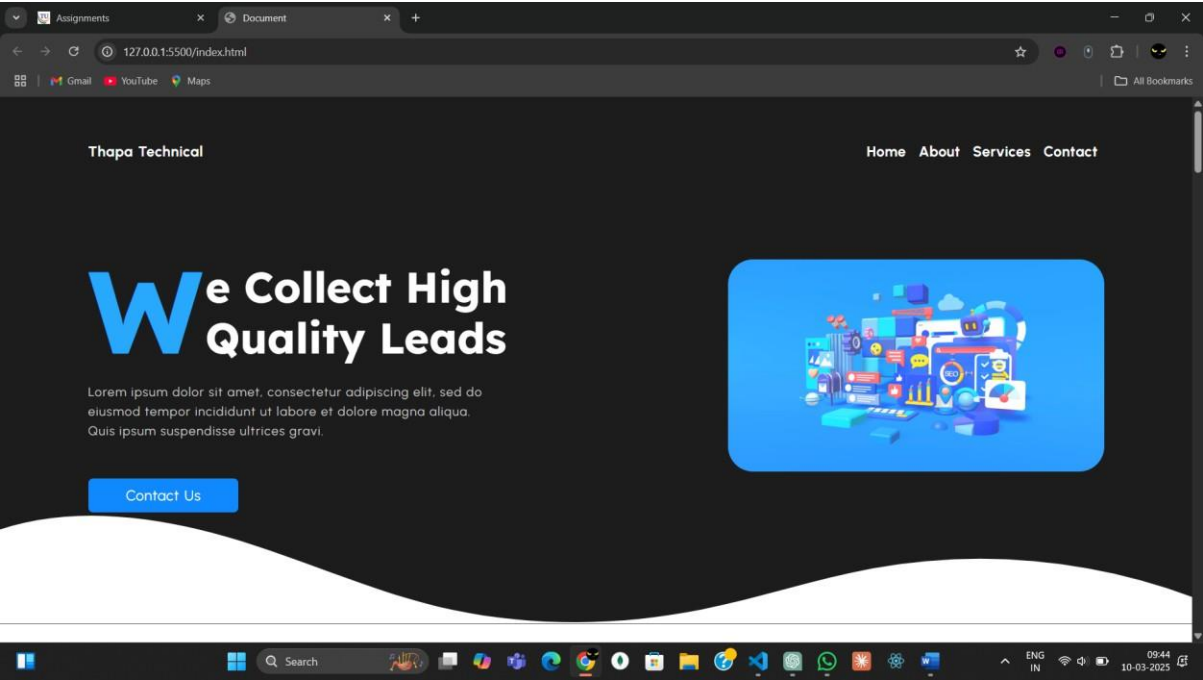 Assignments
Document
127.0.0.1:5500/index.html
Gmail YouTube Maps All Bookmarks
Thapa Technical
Home About Services Contact
We Collect High
Quality Leads
Lorem ipsum dolor sit amet, consectetur adipiscing elit, sed do
eiusmod tempor incididunt ut labore et dolore magna aliqua.
Quis ipsum suspendisse ultrices gravi.
SEO
Contact Us
Search
ENG
IN
09:44
10-03-2025